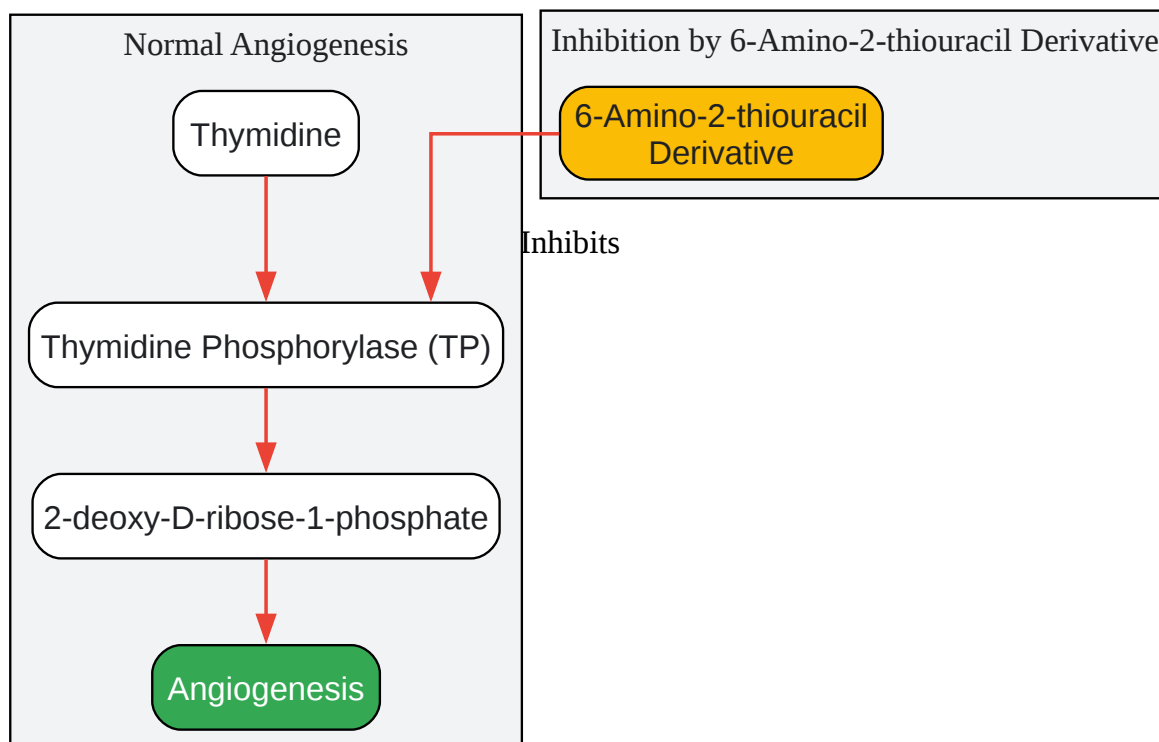 Normal Angiogenesis
Thymidine
Thymidine Phosphorylase (TP)
2-deoxy-D-ribose-1-phosphate
Angiogenesis
Inhibition by 6-Amino-2-thiouracil Derivative
6-Amino-2-thiouracil
Derivative
Inhibits